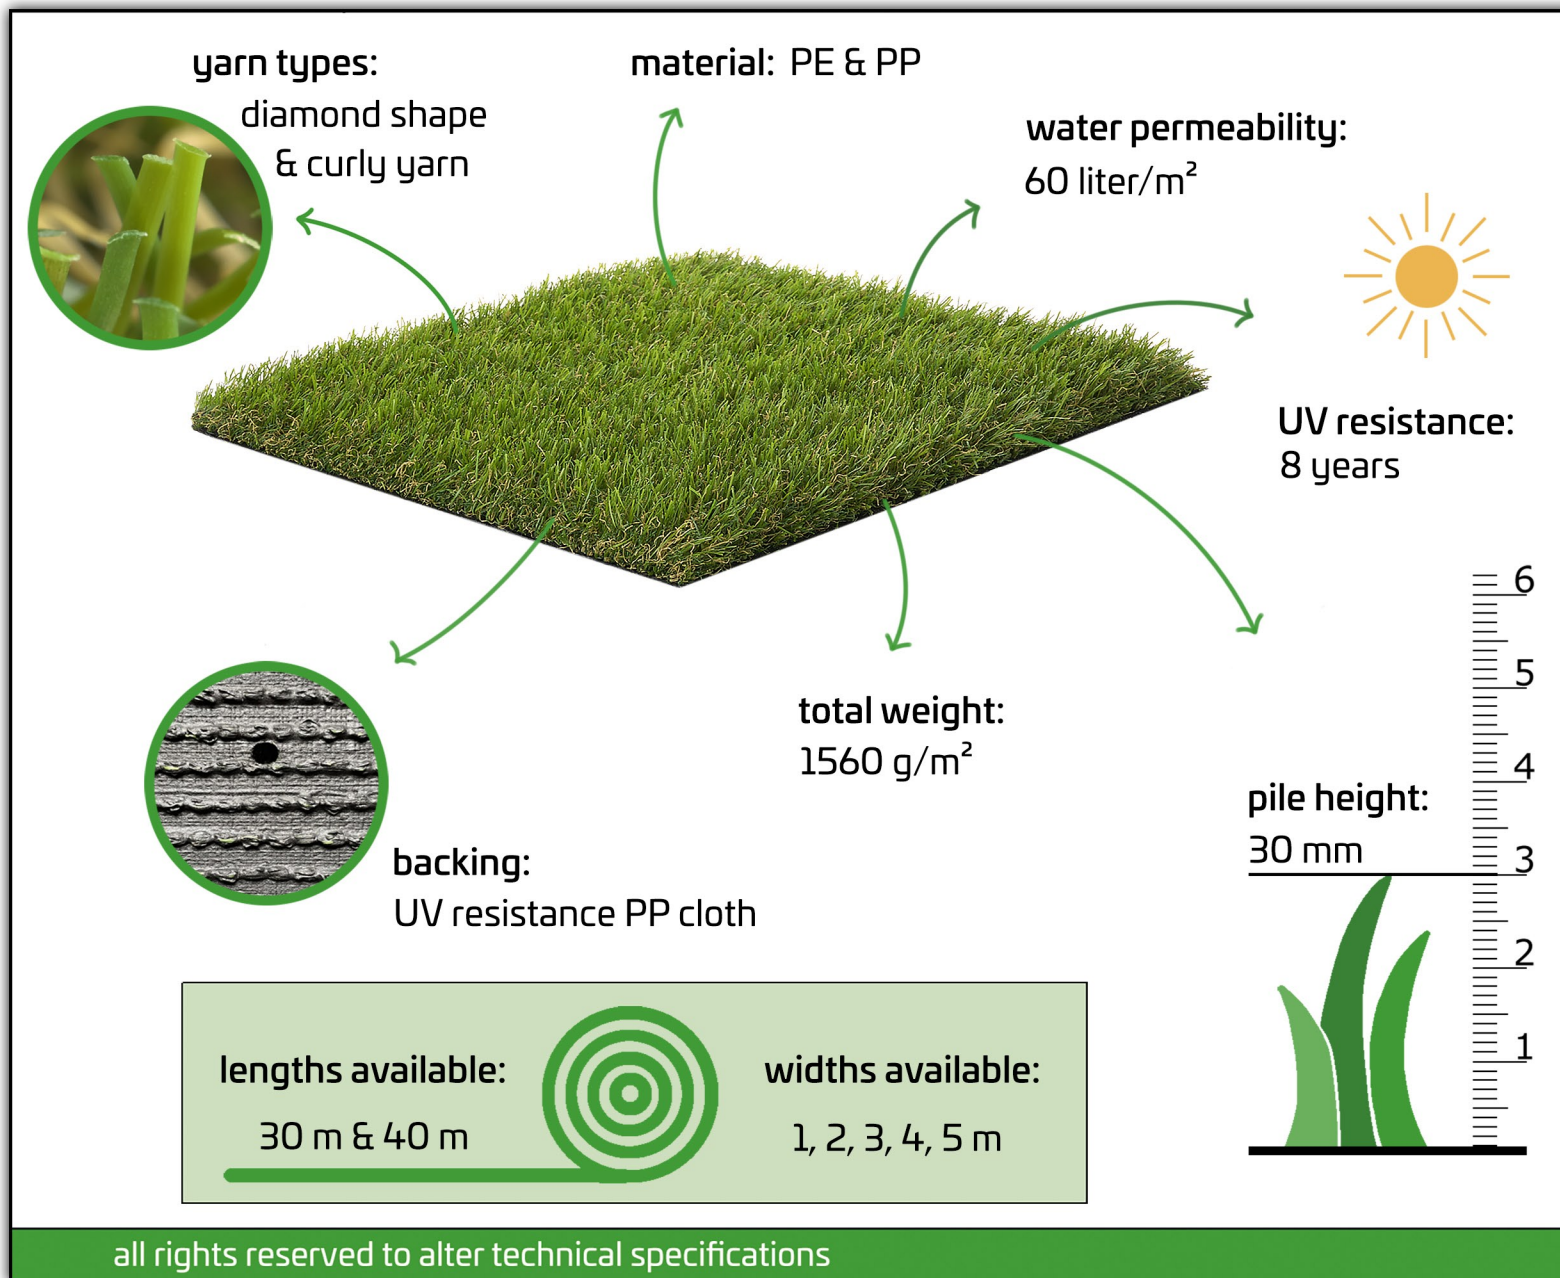 yarn types:
diamond shape
& curly yarn
material: PE & PP
water permeability:
60 liter/m²
UV resistance:
8 years
total weight:
1560 g/m²
pile height:
30 mm
6
5
4
3
2
1
backing:
UV resistance PP cloth
lengths available:
30 m & 40 m
widths available:
1, 2, 3, 4, 5 m
all rights reserved to alter technical specifications